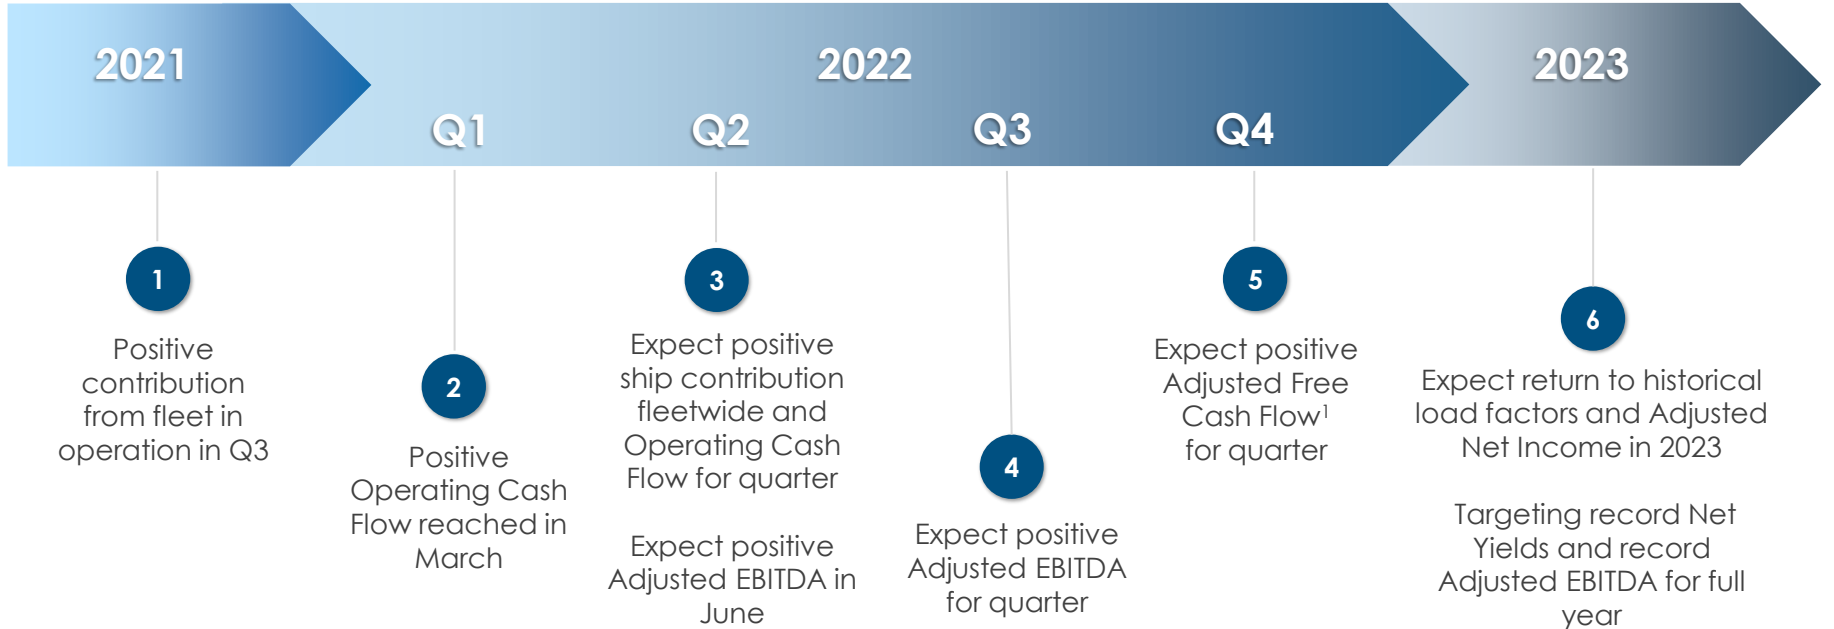 2021
2022
2023
Q1
Q2
Q3
Q4
1
Positive
contribution
from fleet in
operation in Q3
2
Positive
Operating Cash
Flow reached in
March
3
Expect positive
ship contribution
fleetwide and
Operating Cash
Flow for quarter
Expect positive
Adjusted EBITDA in
June
4
Expect positive
Adjusted EBITDA
for quarter
5
Expect positive
Adjusted Free
Cash Flow¹
for quarter
6
Expect return to historical
load factors and Adjusted
Net Income in 2023
Targeting record Net
Yields and record
Adjusted EBITDA for full
year